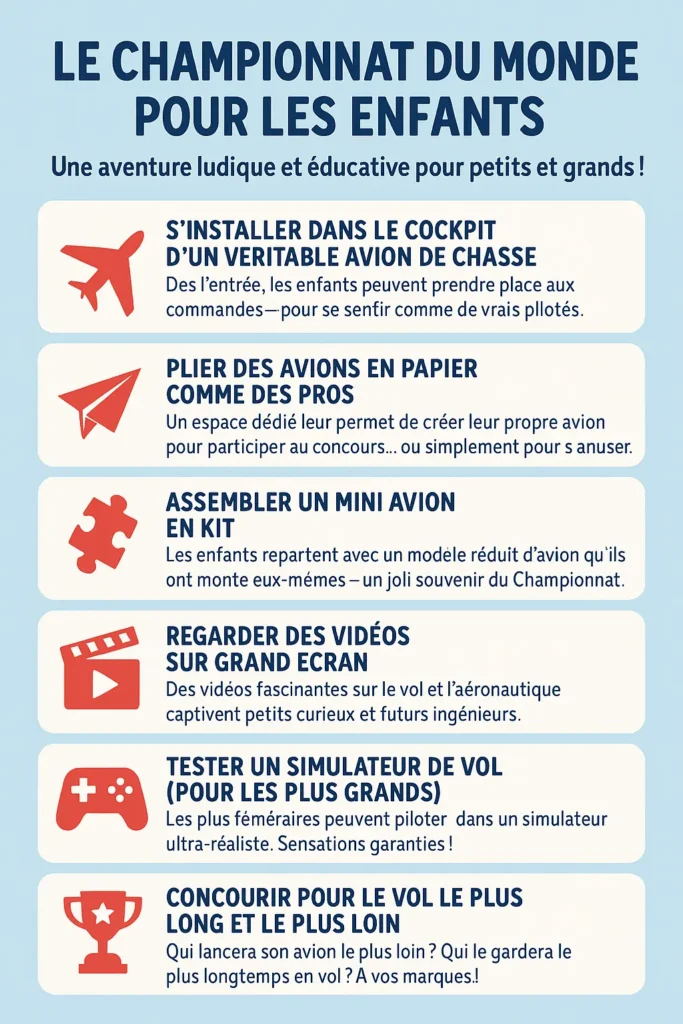 LE CHAMPIONNAT DU MONDE
POUR LES ENFANTS
Une aventure ludique et éducative pour petits et grands !
S'INSTALLER DANS LE COCKPIT
D'UN VERITABLE AVION DE CHASSE
Des l'entrée, les enfants peuvent prendre place aux
commandes—pour se senfir comme de vrais pllotés.
PLIER DES AVIONS EN PAPIER
COMME DES PROS
Un espace dédié leur permet de créer leur propre avion
pour participer au concours... ou simplement pour s anuser.
ASSEMBLER UN MINI AVION
EN KIT
Les enfants repartent avec un modèle réduit d'avion qu'ils
ont monte eux-mémes – un joli souvenir du Championnat.
REGARDER DES VIDÉOS
SUR GRAND ECRAN
Des vidéos fascinantes sur le vol et l'aéronautique
captivent petits curieux et futurs ingénieurs.
TESTER UN SIMULATEUR DE VOL
(POUR LES PLUS GRANDS)
Les plus féméraires peuvent piloter dans un simulateur
ultra-réaliste. Sensations garanties !
CONCOURIR POUR LE VOL LE PLUS
LONG ET LE PLUS LOIN
Qui lancera son avion le plus loin ? Qui le gardera le
plus longtemps en vol ? A vos marques.!